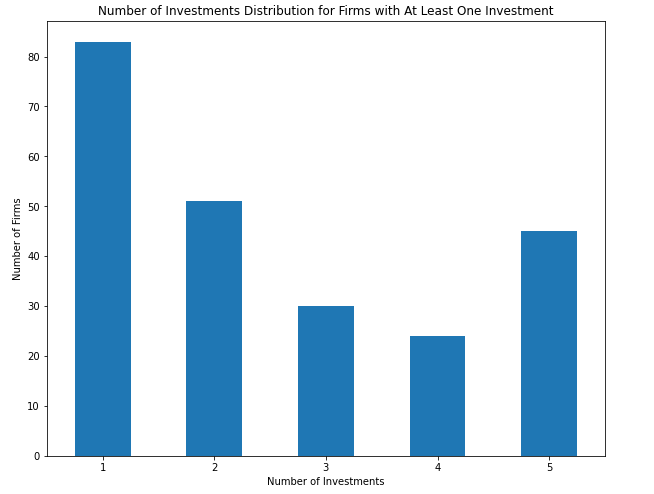 Number of Investments Distribution for Firms with At Least One Investment
80
70
60
50
40
30
20
10
0
Number of Firms
1 2 3 4 5
Number of Investments